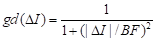 gd(ΔI) = 1 / (1+(|ΔI|/BF)²)